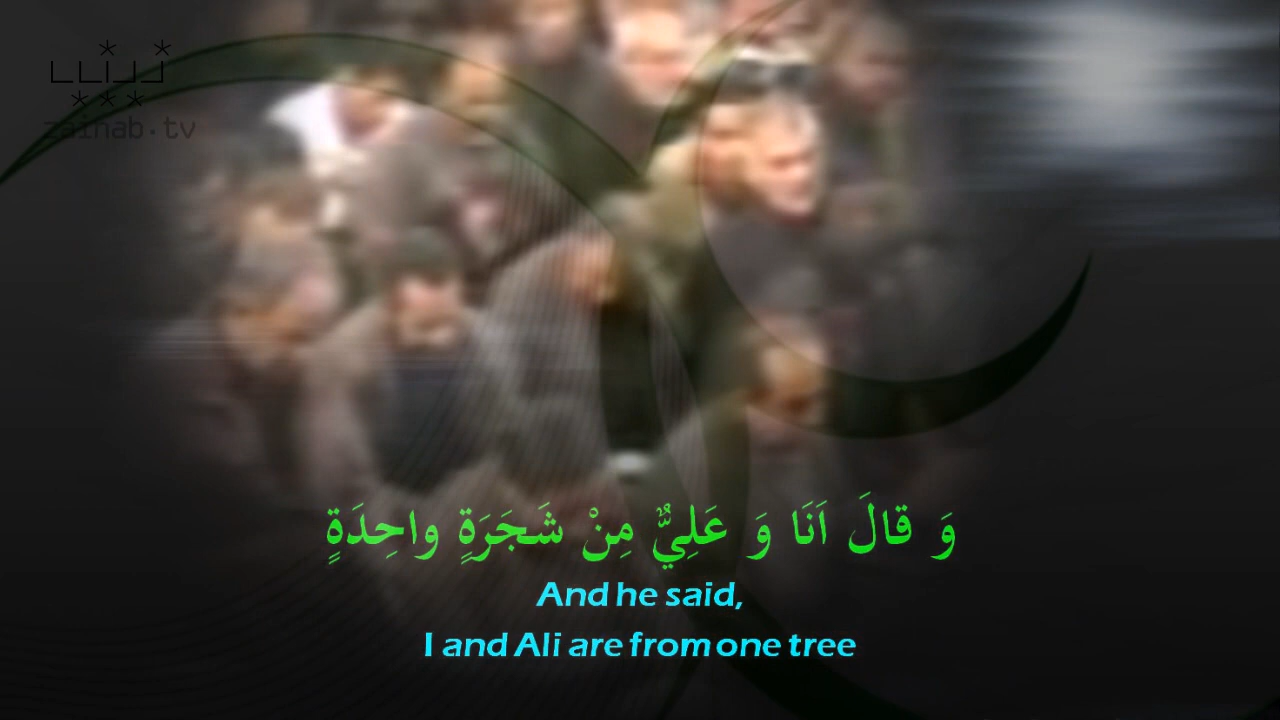 zainab.tv
وَ قالَ اَنَا وَ عَلِيٌّ مِنْ شَجَرَةٍ واحِدَةٍ
And he said,
I and Ali are from one tree